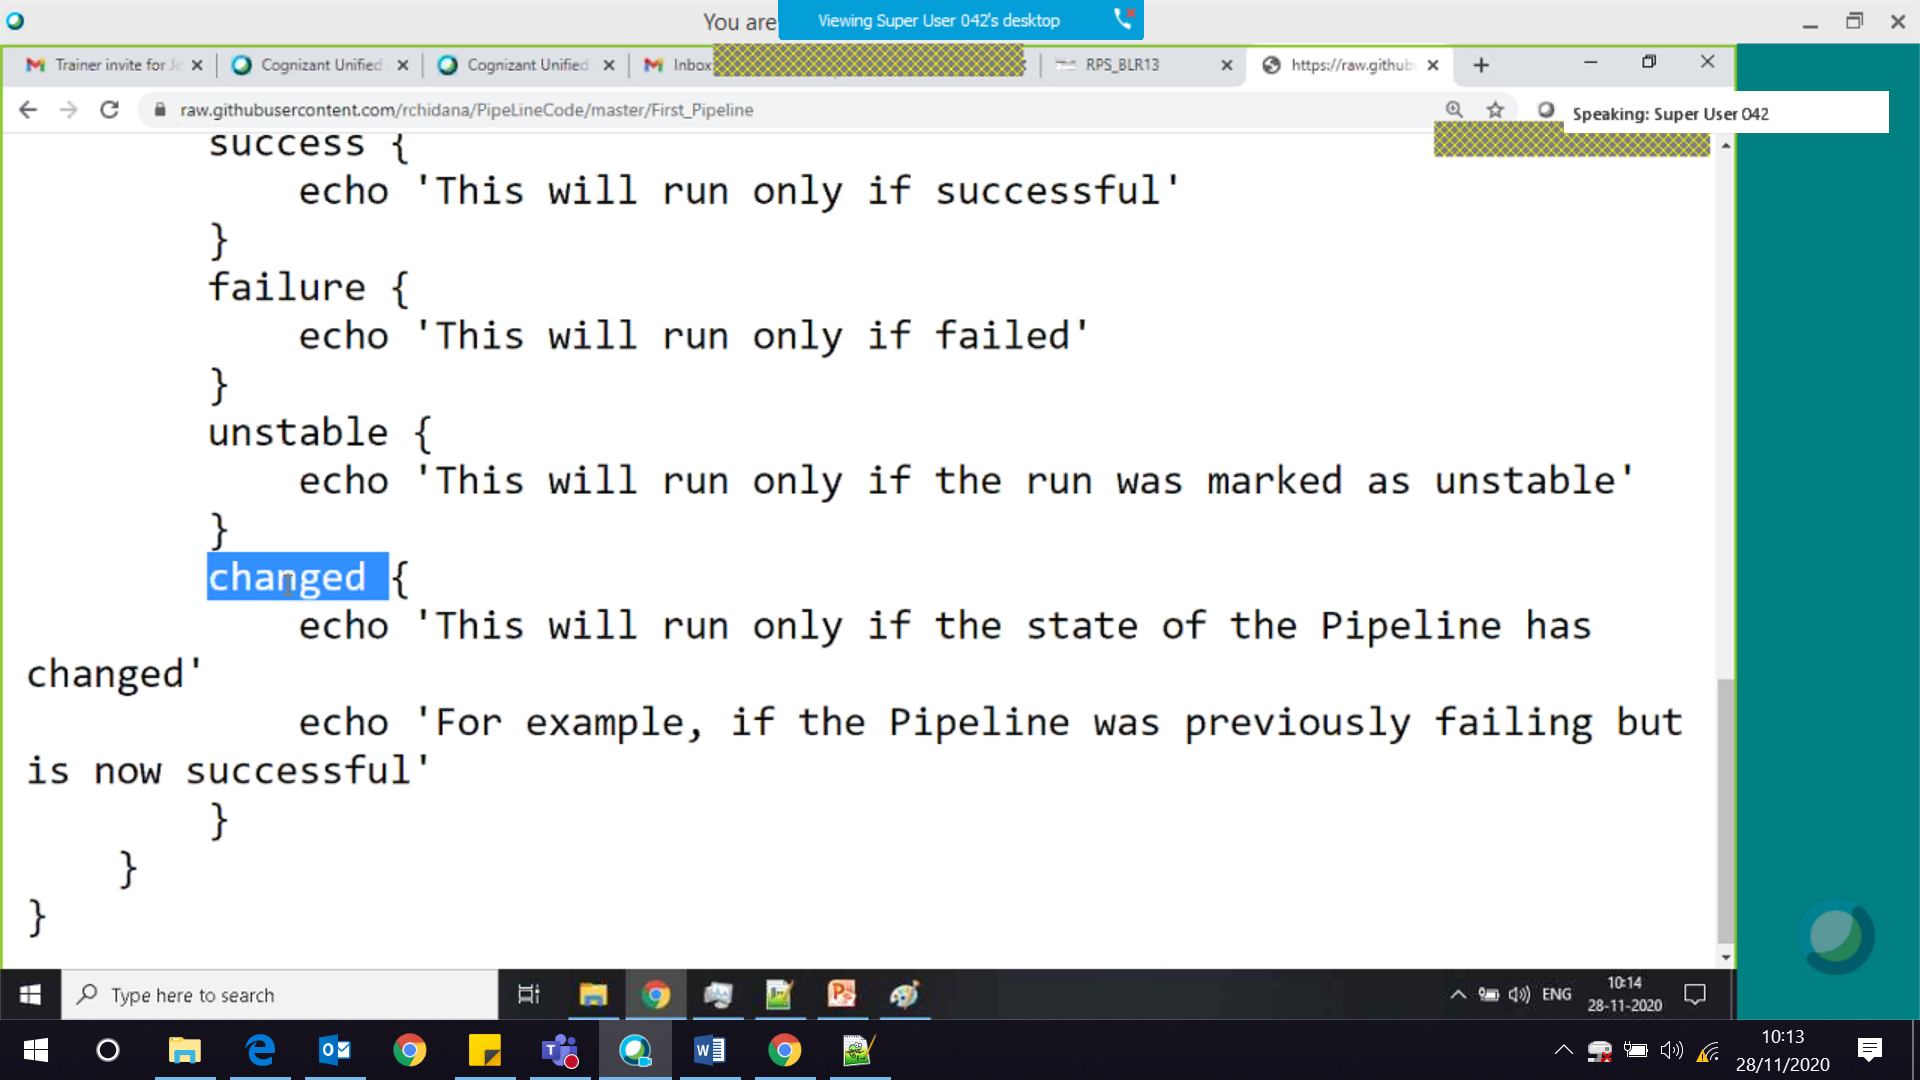 You are
Viewing Super User 042's desktop
Trainer invite for Je
Cognizant Unified
Cognizant Unified
Inbox
RPS_BLR13
https://raw.github
raw.githubusercontent.com/rchidana/PipeLineCode/master/First_Pipeline
Speaking: Super User 042
success {
echo 'This will run only if successful'
}
failure {
echo 'This will run only if failed'
}
unstable {
echo 'This will run only if the run was marked as unstable'
}
changed {
echo 'This will run only if the state of the Pipeline has
changed'
echo 'For example, if the Pipeline was previously failing but
is now successful'
}
}
}
Type here to search
ENG
10:14
28-11-2020
10:13
28/11/2020